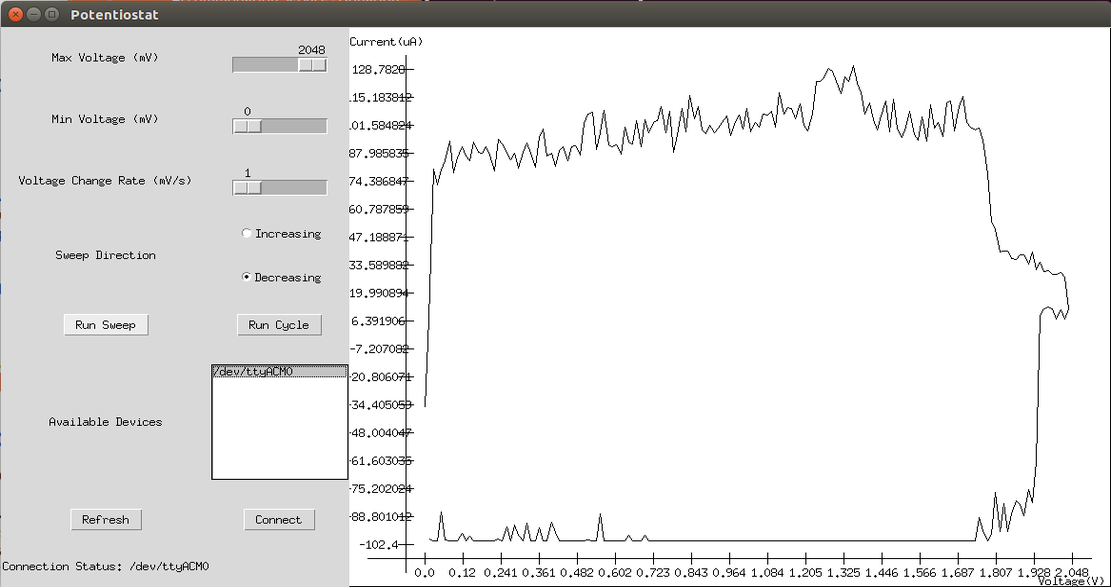 Potentiostat
Max Voltage (mV)
2048
Min Voltage (mV)
0
Voltage Change Rate (mV/s)
1
Sweep Direction
Increasing
Decreasing
Run Sweep
Run Cycle
Available Devices
/dev/ttyACM0
Refresh
Connect
Connection Status: /dev/ttyACM0
Current(uA)
128.7820
15.183812
01.584824
87.985835
74.386847
60.787859
47.188871
33.589882
19.990894
6.391906
-7.207082
-20.806071
-34.405059
-48.004047
-61.603035
-75.202024
-88.801012
-102.4
0.0 0.12 0.241 0.361 0.482 0.602 0.723 0.843 0.964 1.084 1.205 1.325 1.446 1.566 1.687 1.807 1.928 2.048
Voltage(V)